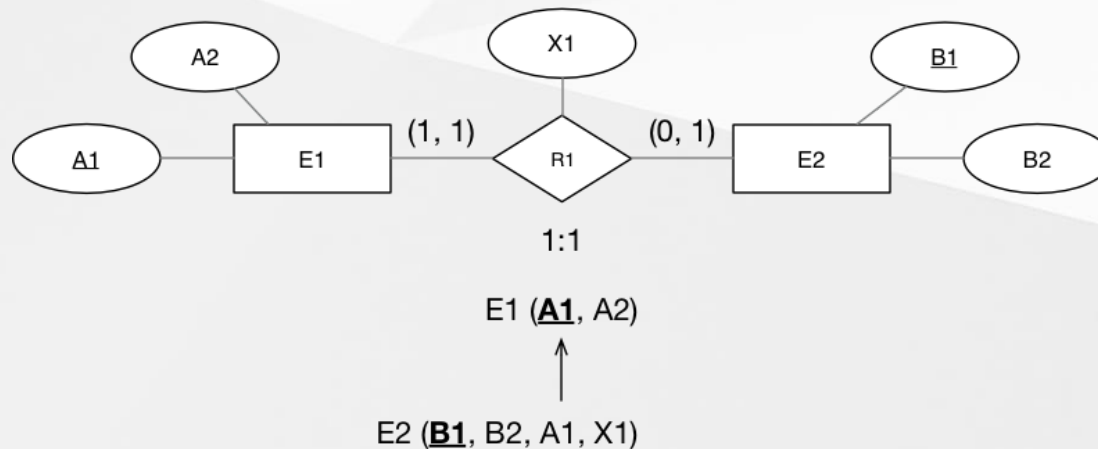 X1
A2
B1
(1, 1)
(0, 1)
A1
E1
R1
E2
B2
1:1
E1 (A1, A2)
E2 (B1, B2, A1, X1)